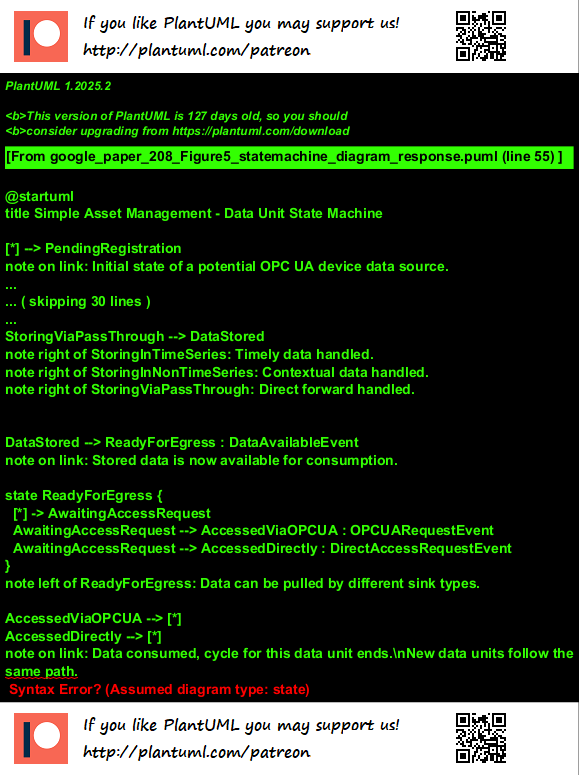 If you like PlantUML you may support us!
http://plantuml.com/patreon
PlantUML 1.2025.2
<b>This version of PlantUML is 127 days old, so you should
<b>consider upgrading from https://plantuml.com/download
[From google_paper_208_Figure5_statemachine_diagram_response.puml (line 55) ]
@startuml
title Simple Asset Management - Data Unit State Machine
[*] --> PendingRegistration
note on link: Initial state of a potential OPC UA device data source.
...
... ( skipping 30 lines )
...
StoringViaPassThrough --> DataStored
note right of StoringInTimeSeries: Timely data handled.
note right of StoringInNonTimeSeries: Contextual data handled.
note right of StoringViaPassThrough: Direct forward handled.
DataStored --> ReadyForEgress : DataAvailableEvent
note on link: Stored data is now available for consumption.
state ReadyForEgress {
[*] -> AwaitingAccessRequest
AwaitingAccessRequest --> AccessedViaOPCUA : OPCUARequestEvent
AwaitingAccessRequest --> AccessedDirectly : DirectAccessRequestEvent
}
note left of ReadyForEgress: Data can be pulled by different sink types.
AccessedViaOPCUA --> [*]
AccessedDirectly --> [*]
note on link: Data consumed, cycle for this data unit ends.\nNew data units follow the
same path.
Syntax Error? (Assumed diagram type: state)
If you like PlantUML you may support us!
http://plantuml.com/patreon